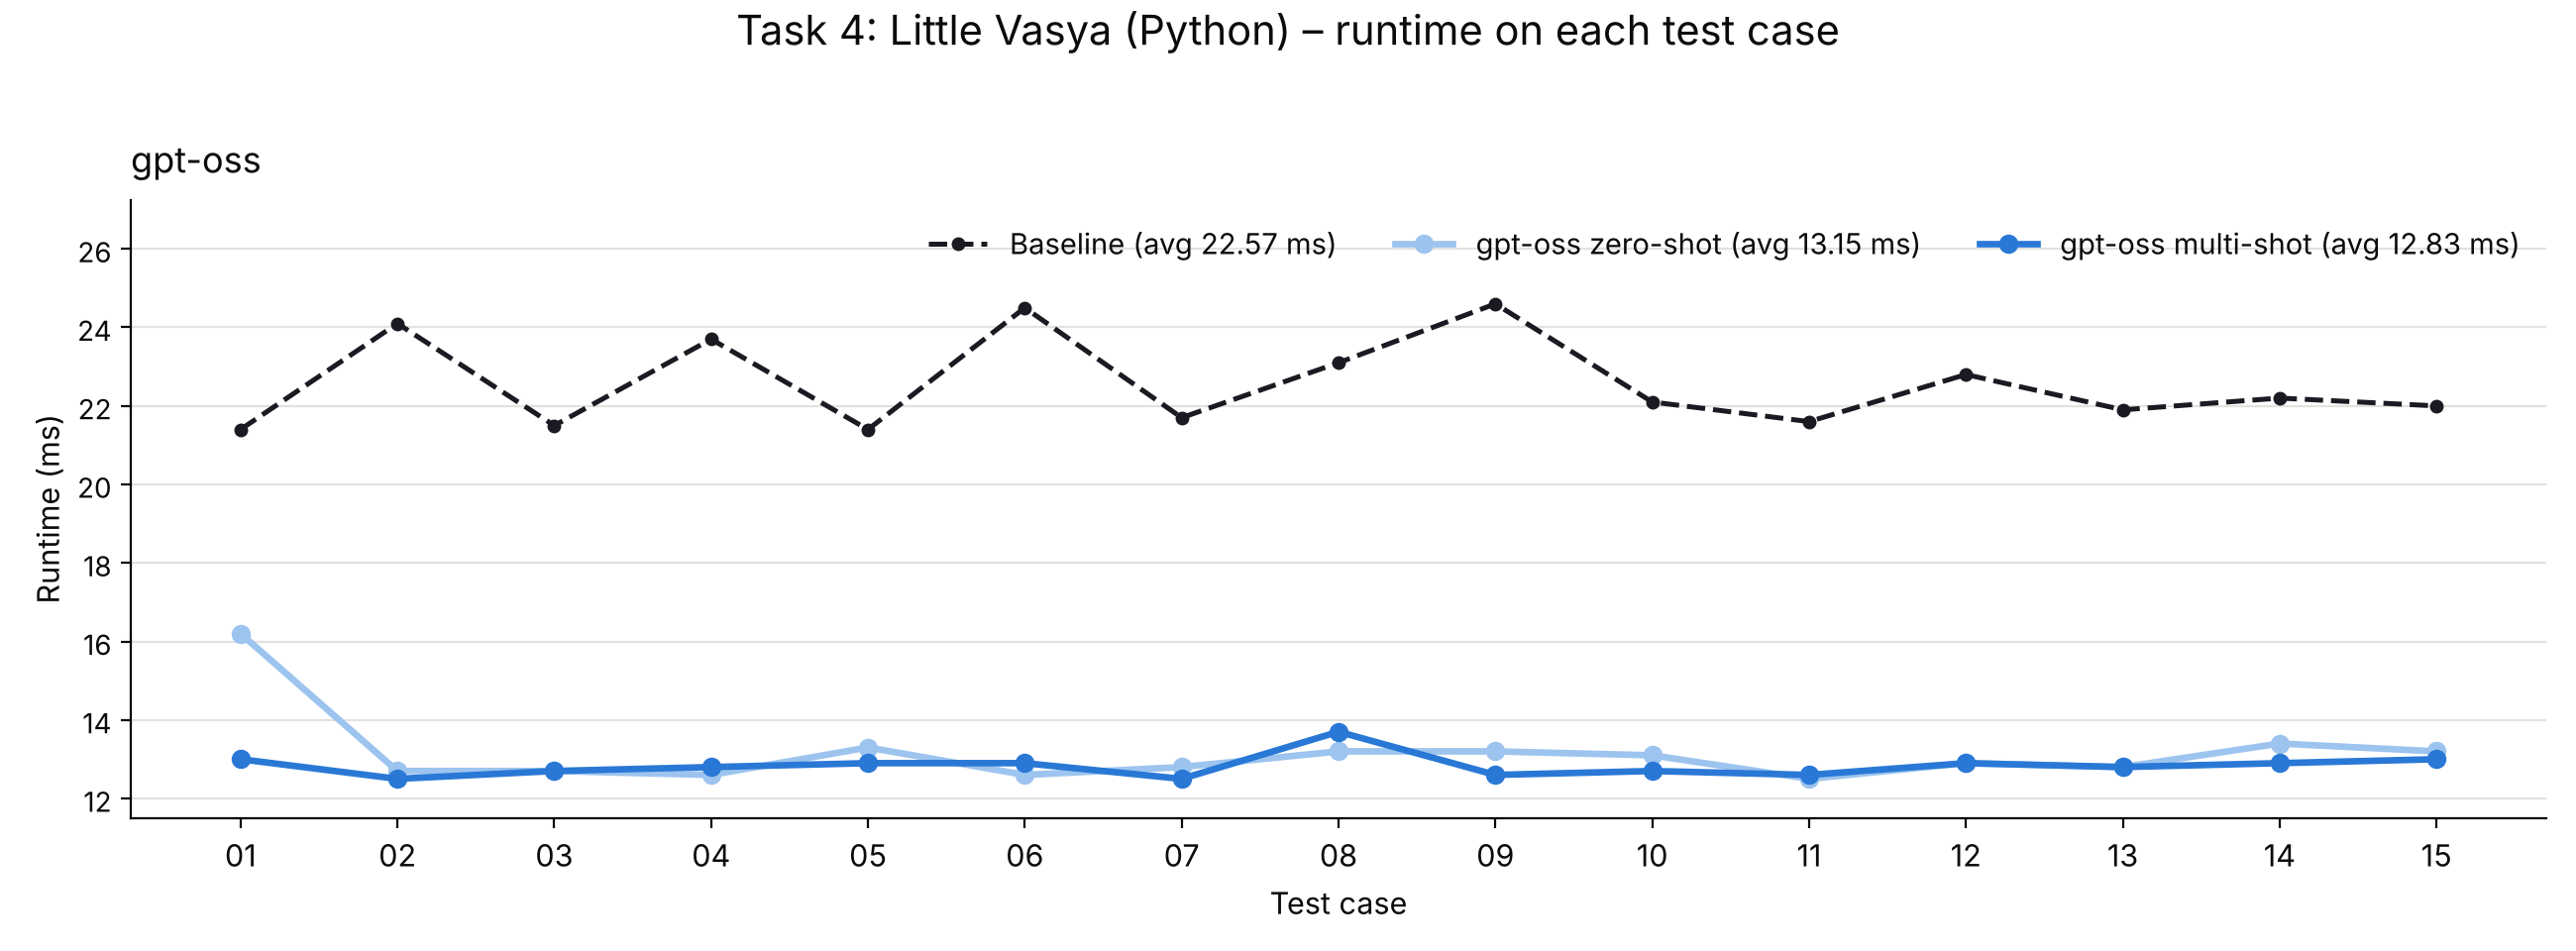 Task 4: Little Vasya (Python) – runtime on each test case
gpt-oss
Baseline (avg 22.57 ms) gpt-oss zero-shot (avg 13.15 ms) gpt-oss multi-shot (avg 12.83 ms)
Runtime (ms)
26
24
22
20
18
16
14
12
01 02 03 04 05 06 07 08 09 10 11 12 13 14 15
Test case